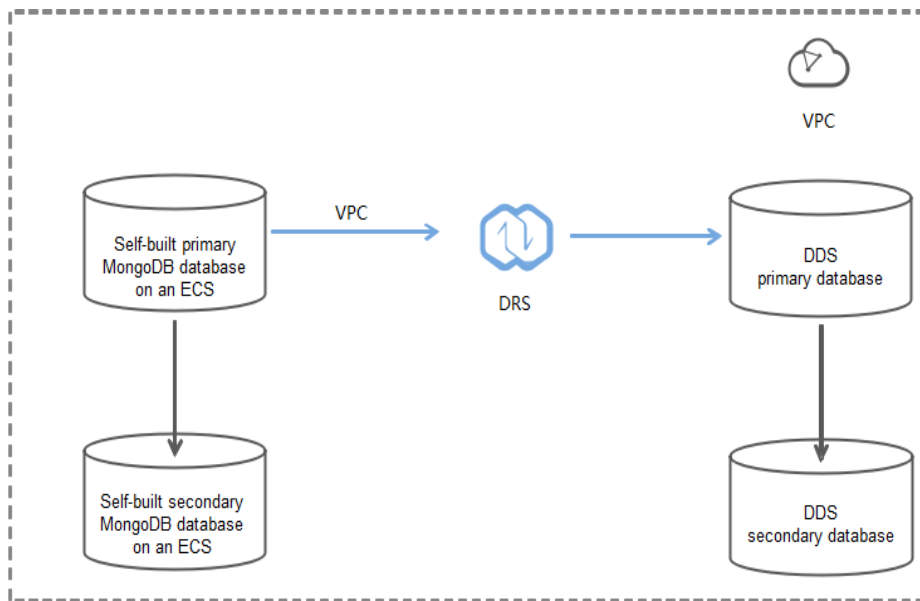 VPC
Self-built primary
MongoDB database
on an ECS
VPC
DRS
DDS
primary database
Self-built secondary
MongoDB database
on an ECS
DDS
secondary database